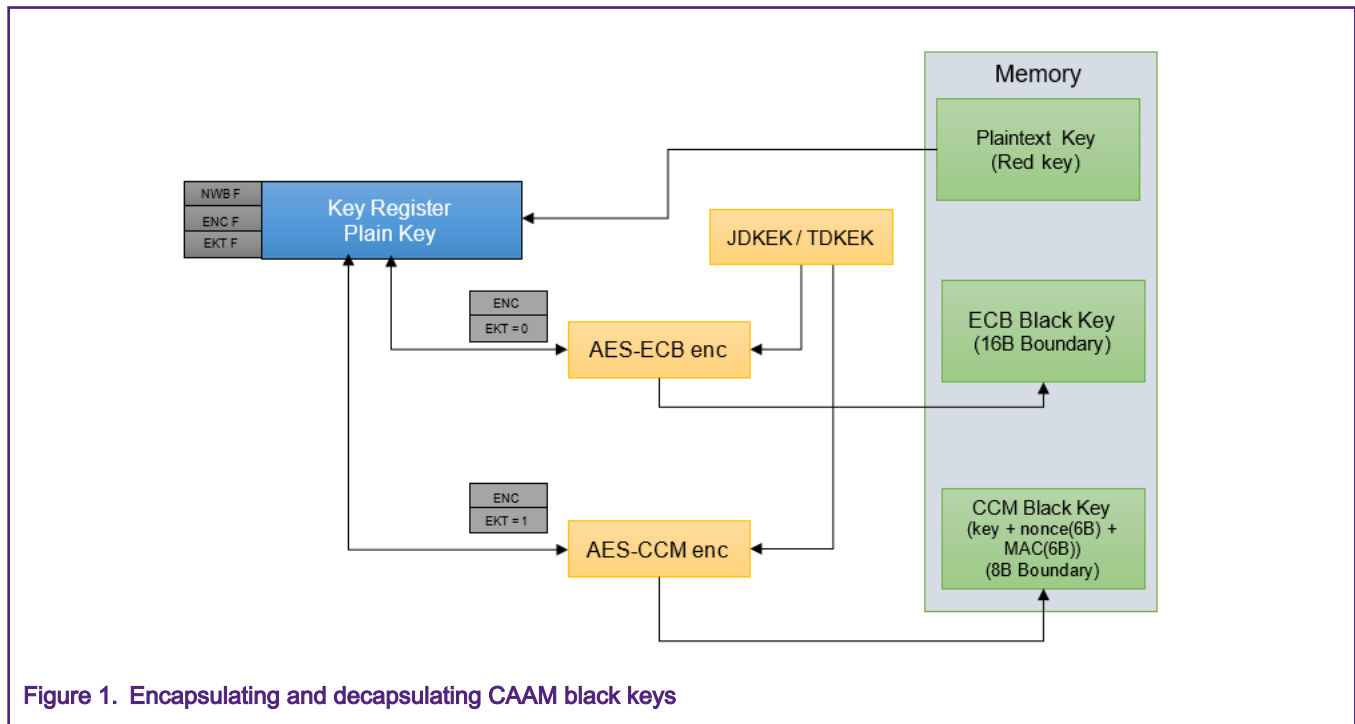 Memory
Plaintext Key
(Red key)
NWB F
ENC F
EKT F
Key Register
Plain Key
JDKEK / TDKEK
ENC
EKT = 0
AES-ECB enc
ECB Black Key
(16B Boundary)
ENC
EKT = 1
AES-CCM enc
CCM Black Key
(key + nonce(6B) +
MAC(6B))
(8B Boundary)
Figure 1. Encapsulating and decapsulating CAAM black keys